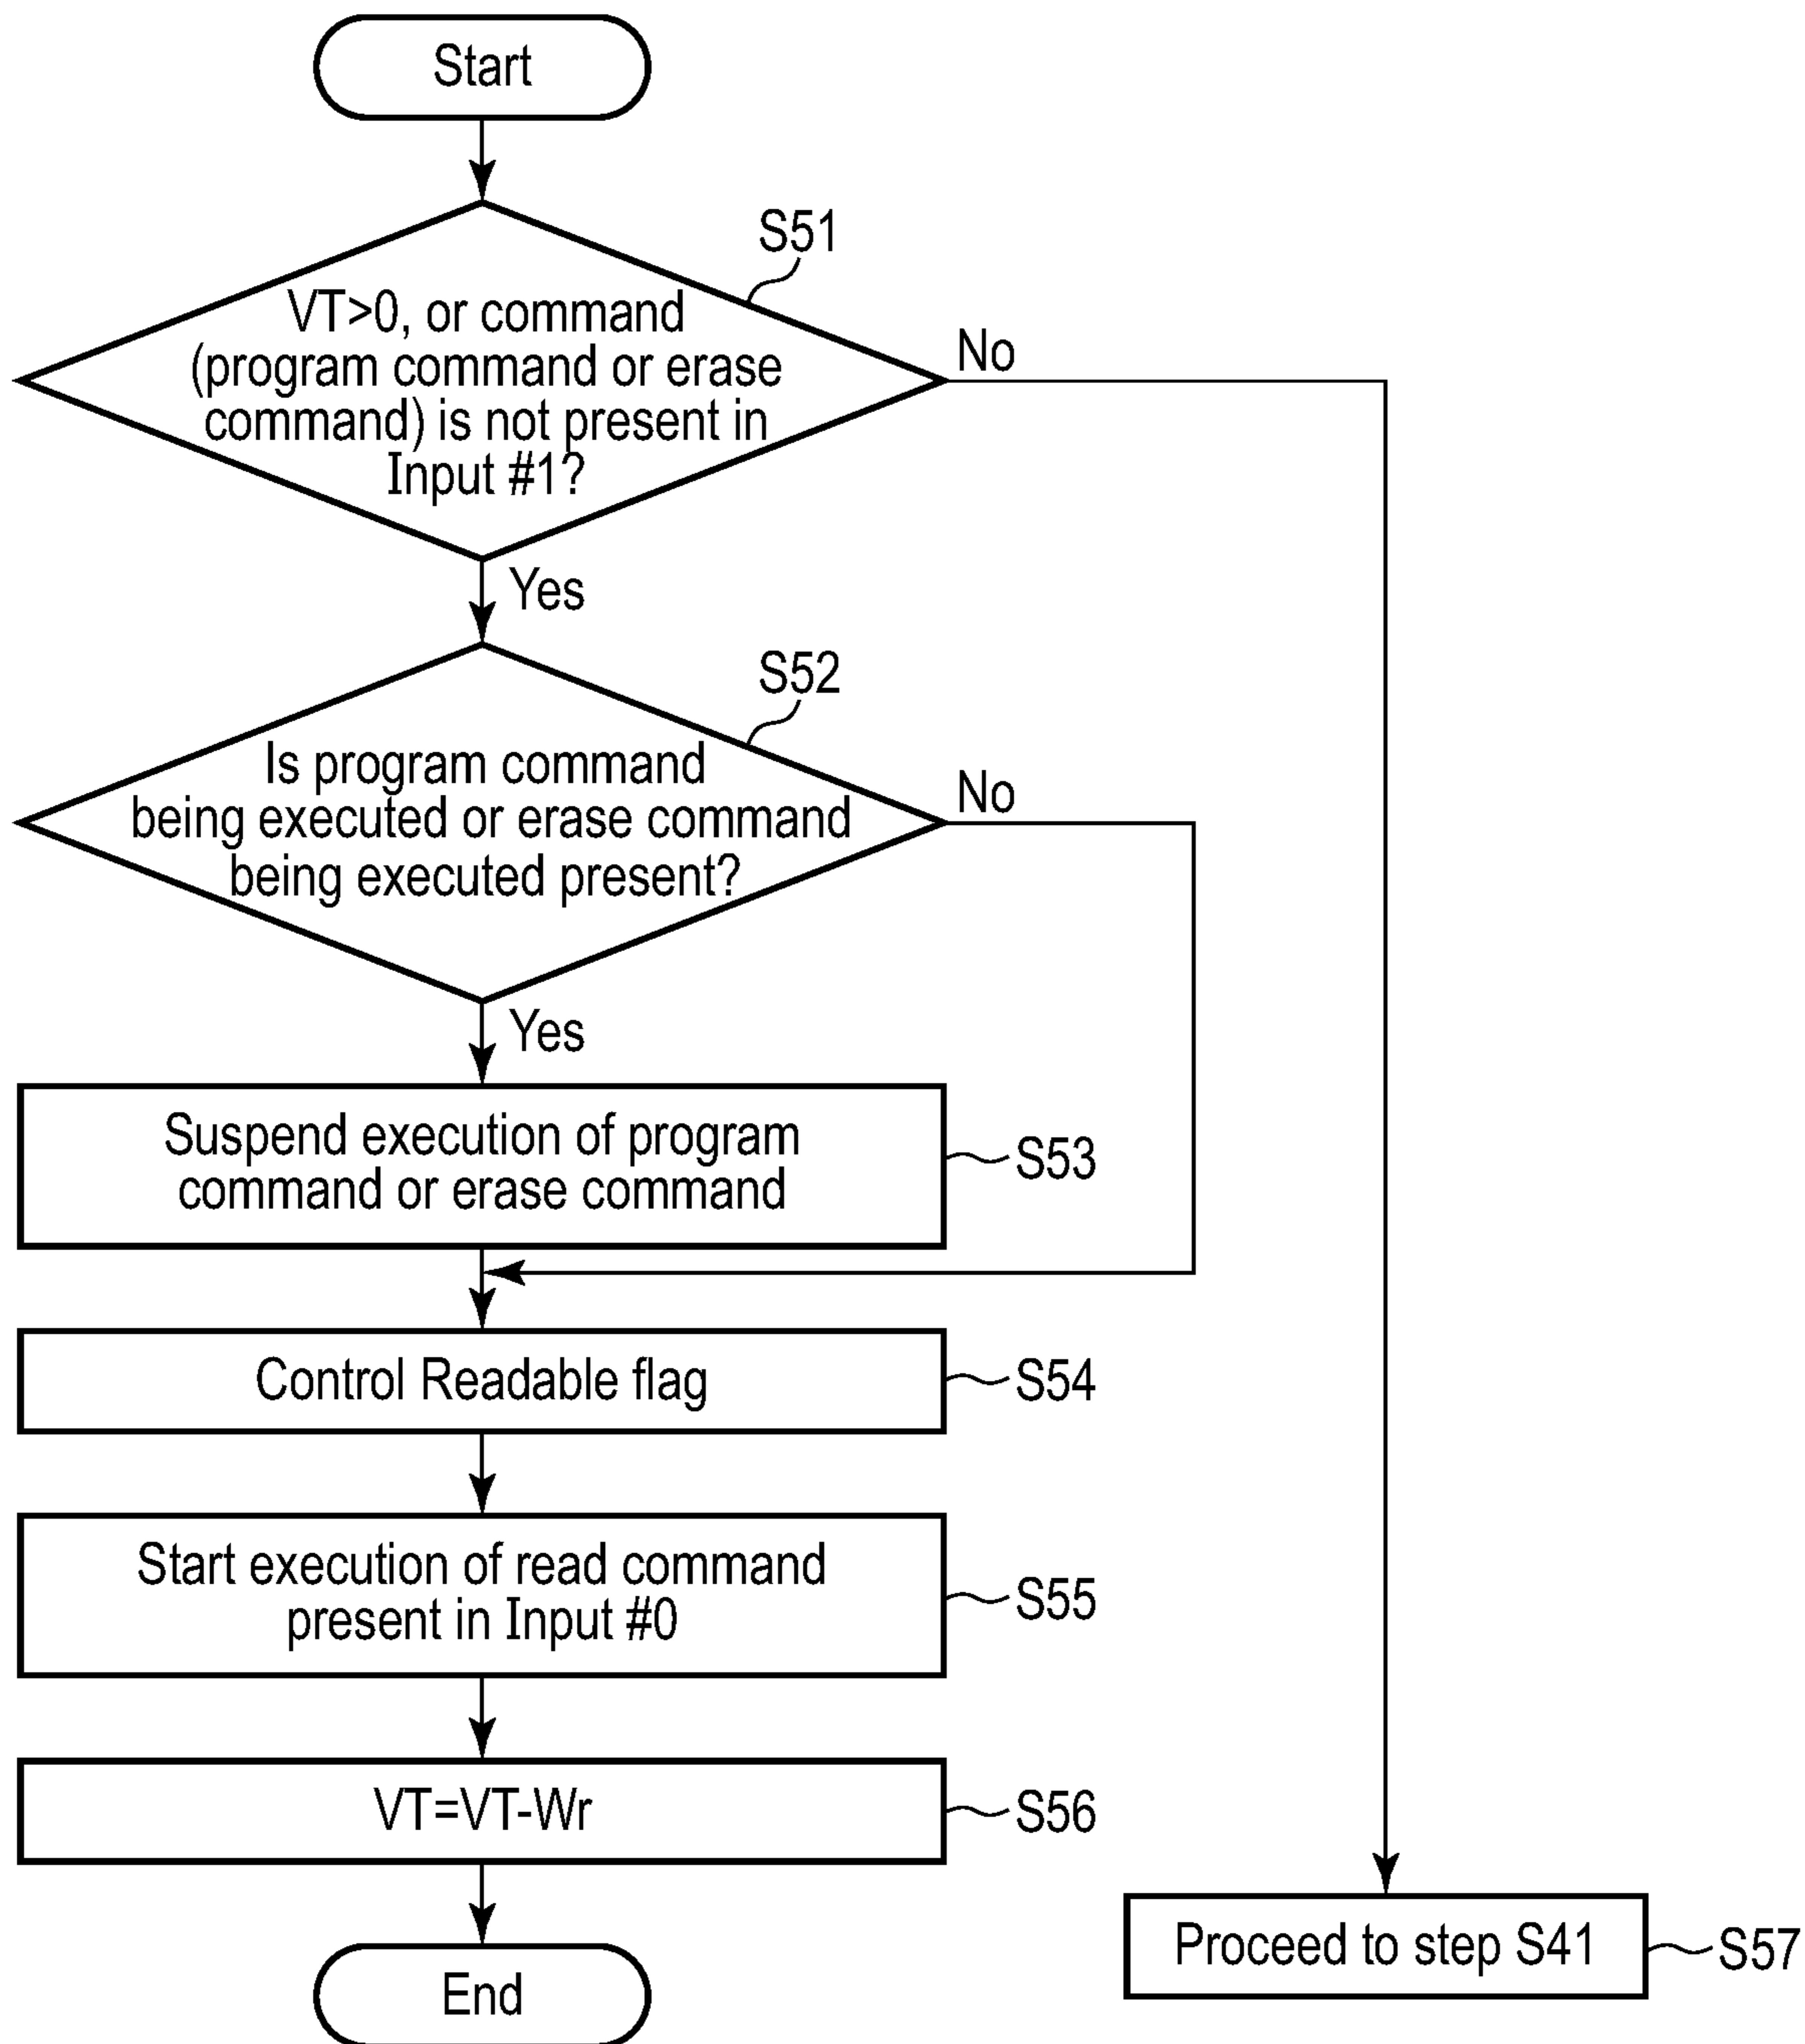 Start
S51
VT>0, or command
(program command or erase
command) is not present in
Input #1?
No
Yes
S52
Is program command
being executed or erase command
being executed present?
No
Yes
Suspend execution of program
command or erase command
S53
Control Readable flag
S54
Start execution of read command
present in Input #0
S55
VT=VT-Wr
S56
Proceed to step S41
S57
End